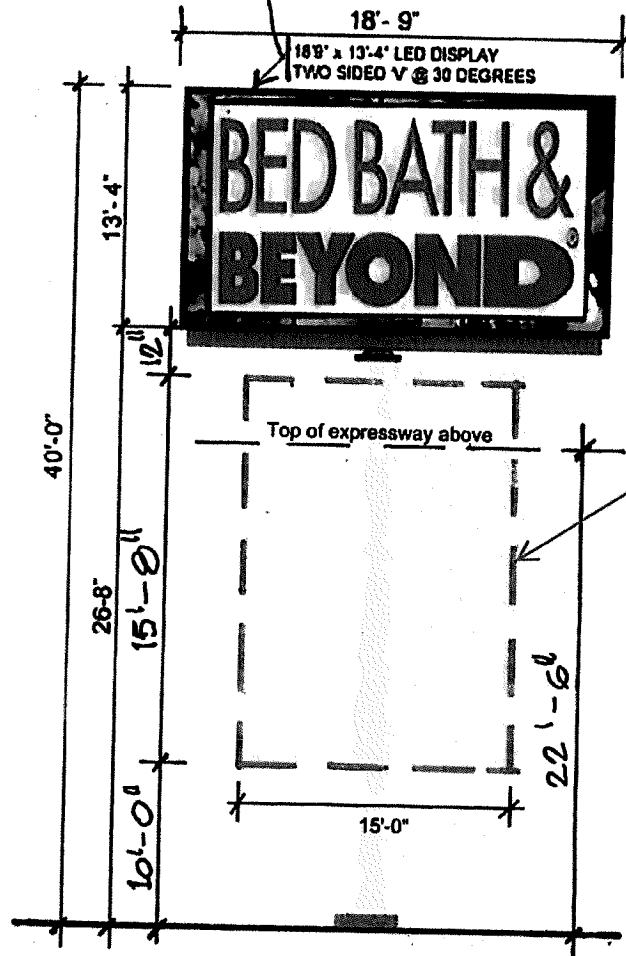 18'- 9"
18'9" x 13'-4" LED DISPLAY
TWO SIDED 'V' @ 30 DEGREES
BED BATH &
BEYOND®
13'-4"
12"
40'-0"
Top of expressway above
15'-8"
26-8"
22'-6"
10'-0"
15'-0"